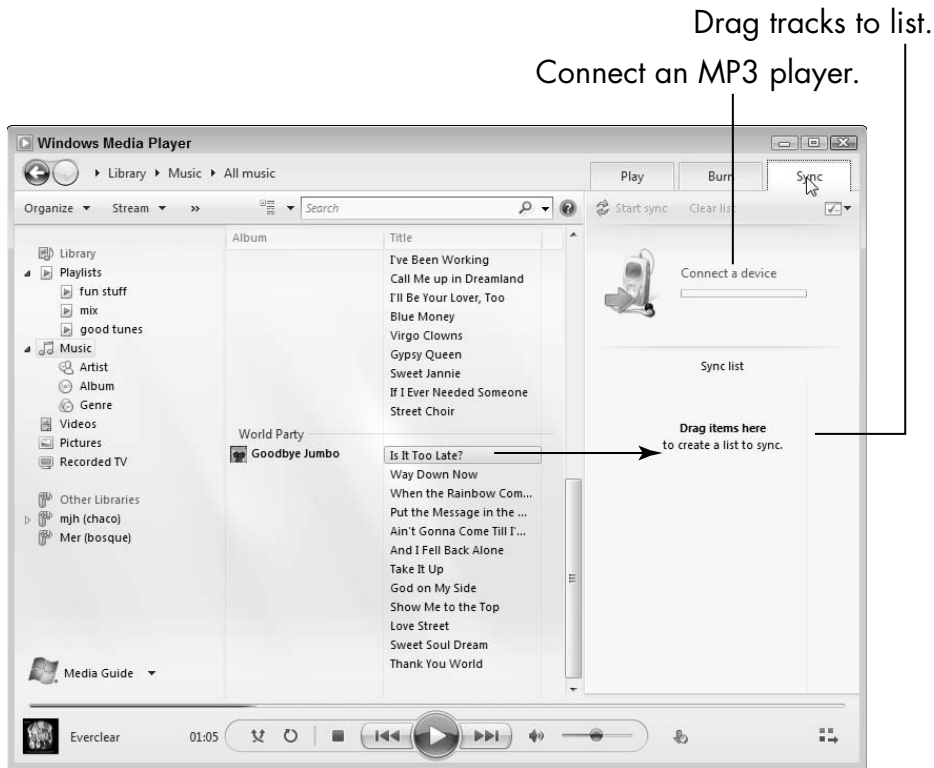 Drag tracks to list.
Connect an MP3 player.
Windows Media Player
Library Music All music
Play Burn Sync
Organize Stream » Search Start sync Clear list
Album Title
Library
Playlists
fun stuff
mix
good tunes
Music
Artist
Album
Genre
Videos
Pictures
Recorded TV
Other Libraries
mjh (chaco)
Mer (bosque)
Media Guide
I've Been Working
Call Me up in Dreamland
I'll Be Your Lover, Too
Blue Money
Virgo Clowns
Gypsy Queen
Sweet Jannie
If I Ever Needed Someone
Street Choir
World Party
Goodbye Jumbo
Is It Too Late?
Way Down Now
When the Rainbow Com...
Put the Message in the ...
Ain't Gonna Come Till I'...
And I Fell Back Alone
Take It Up
God on My Side
Show Me to the Top
Love Street
Sweet Soul Dream
Thank You World
Connect a device
Sync list
Drag items here
to create a list to sync.
Everclear 01:05